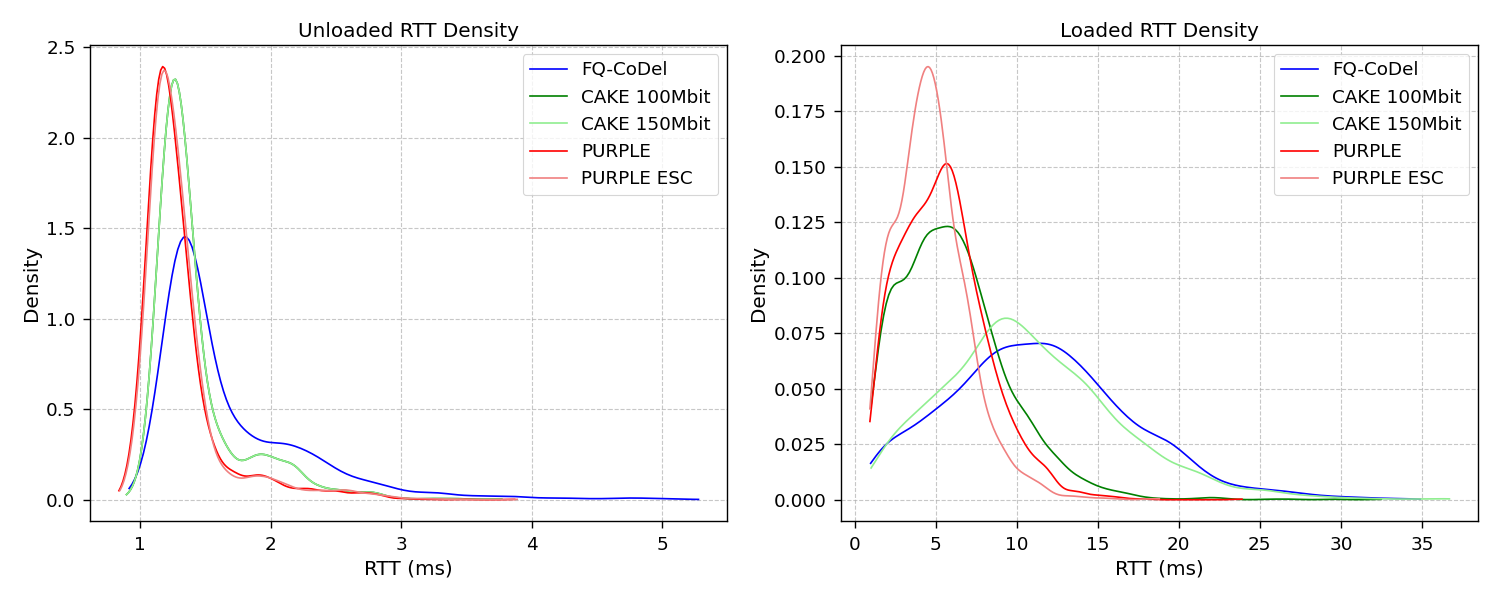 Unloaded RTT Density
Density
2.5
2.0
1.5
1.0
0.5
0.0
1
2
3
4
5
RTT (ms)
FQ-CoDel
CAKE 100Mbit
CAKE 150Mbit
PURPLE
PURPLE ESC
Loaded RTT Density
Density
0.200
0.175
0.150
0.125
0.100
0.075
0.050
0.025
0.000
0
5
10
15
20
25
30
35
RTT (ms)
FQ-CoDel
CAKE 100Mbit
CAKE 150Mbit
PURPLE
PURPLE ESC